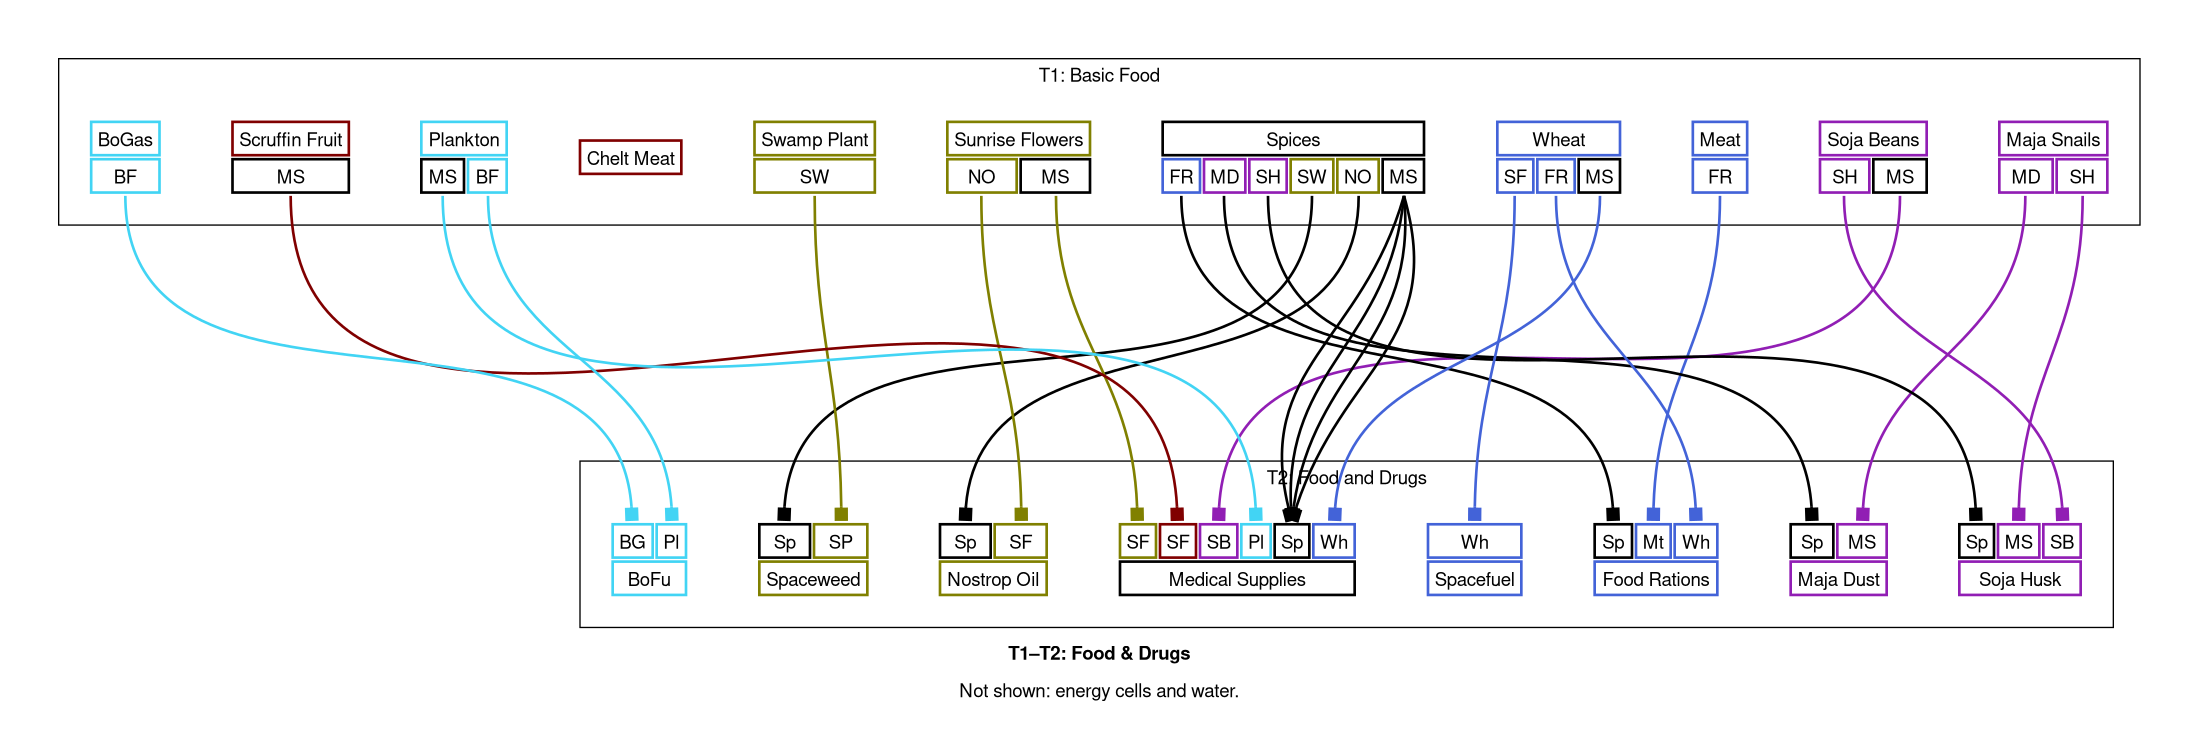 T1: Basic Food
BoGas Scruffin Fruit Plankton Chelt Meat Swamp Plant Sunrise Flowers Spices Wheat Meat Soja Beans Maja Snails
BF MS MS BF SW NO MS FR MD SH SW NO MS SF FR MS FR SH MS MD SH
T2: Food and Drugs
BG Pl Sp SP Sp SF SF SF SB Pl Sp Wh Wh Sp Mt Wh Sp MS Sp MS SB
BoFu Spaceweed Nostrop Oil Medical Supplies Spacefuel Food Rations Maja Dust Soja Husk
T1–T2: Food & Drugs
Not shown: energy cells and water.